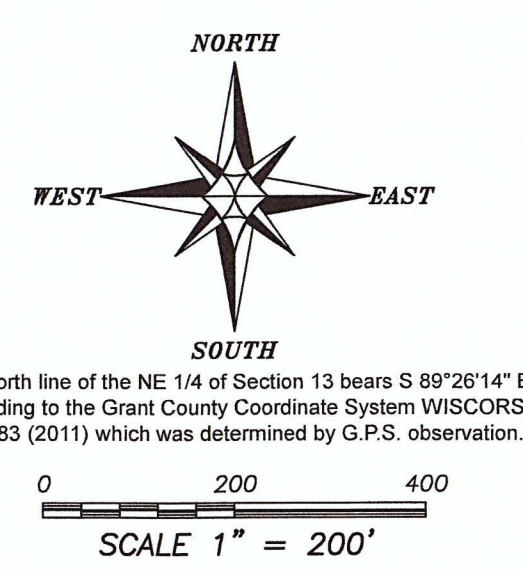 NORTH
WEST EAST
SOUTH
orth line of the NE 1/4 of Section 13 bears S 89°26'14" E
ding to the Grant County Coordinate System WISCORS
83 (2011) which was determined by G.P.S. observation.
0 200 400
SCALE 1" = 200'